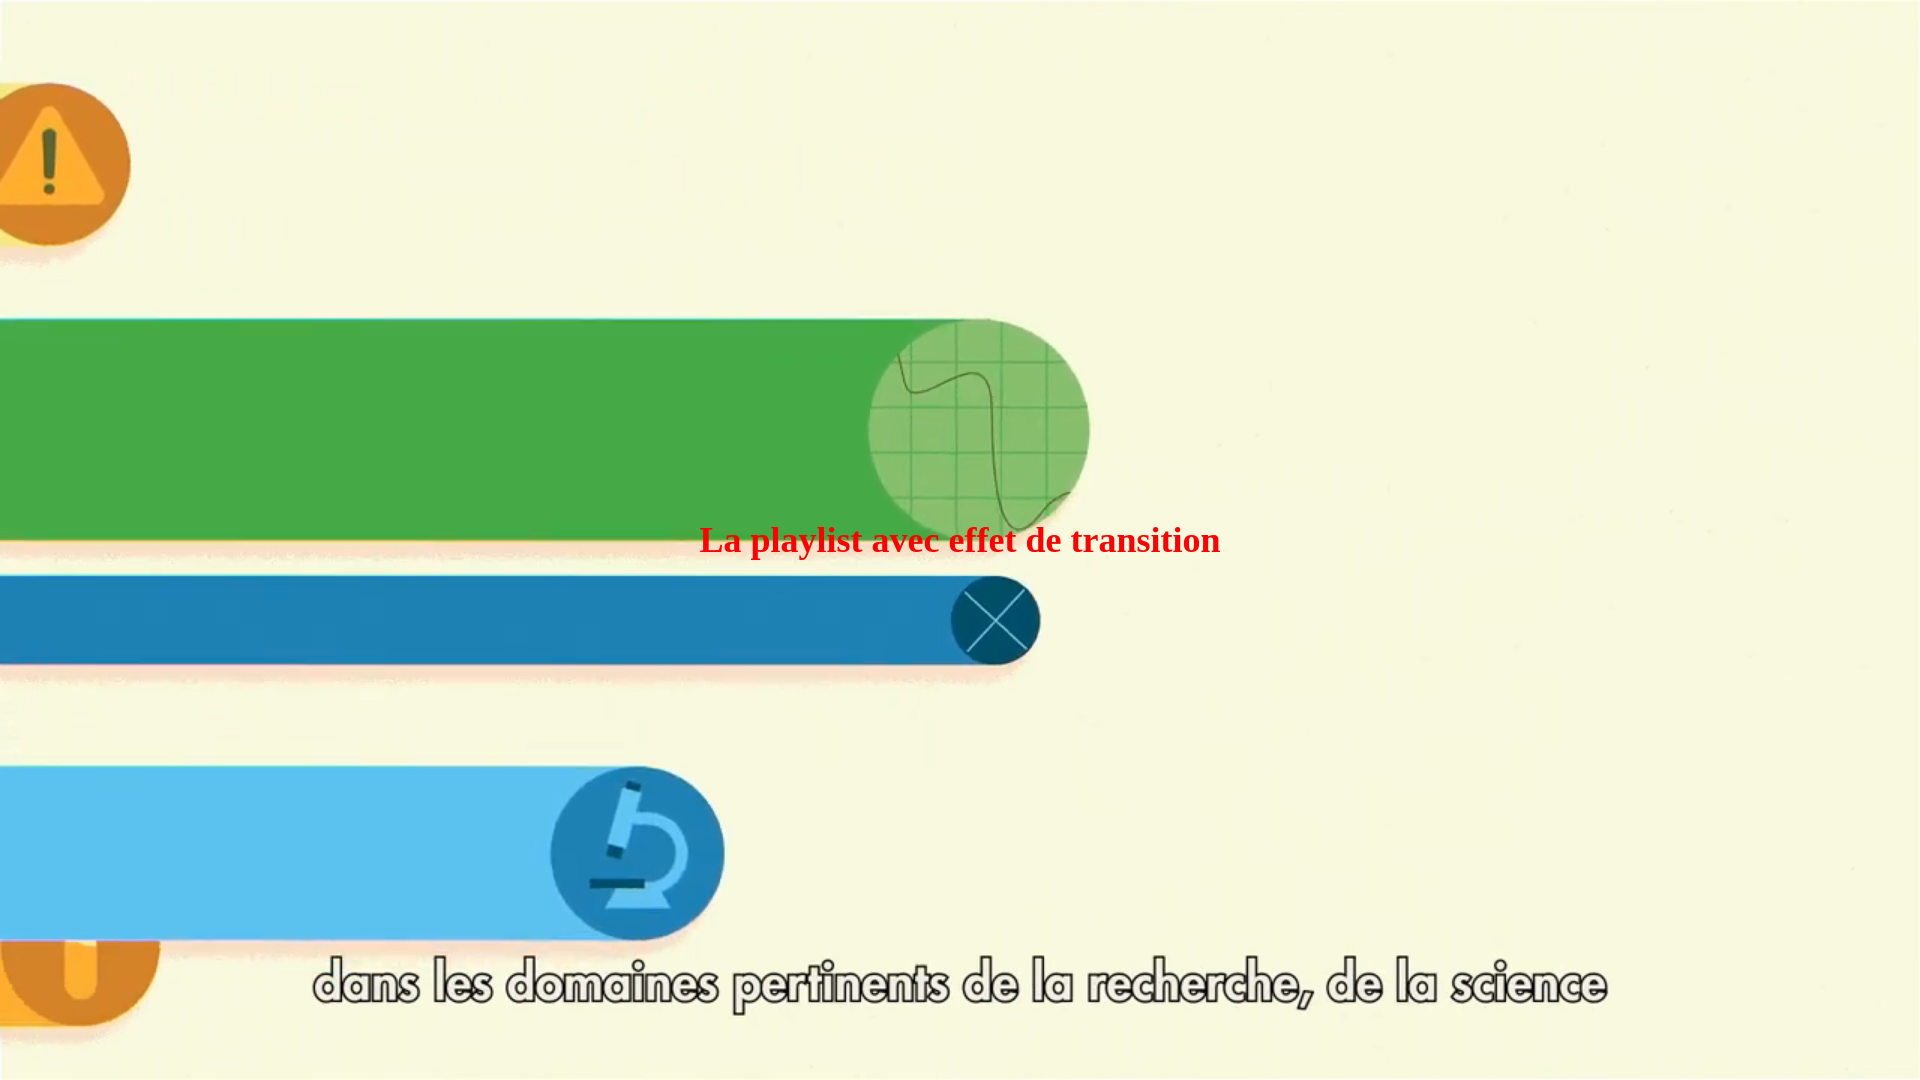 La playlist avec effet de transition
dans les domaines pertinents de la recherche, de la science